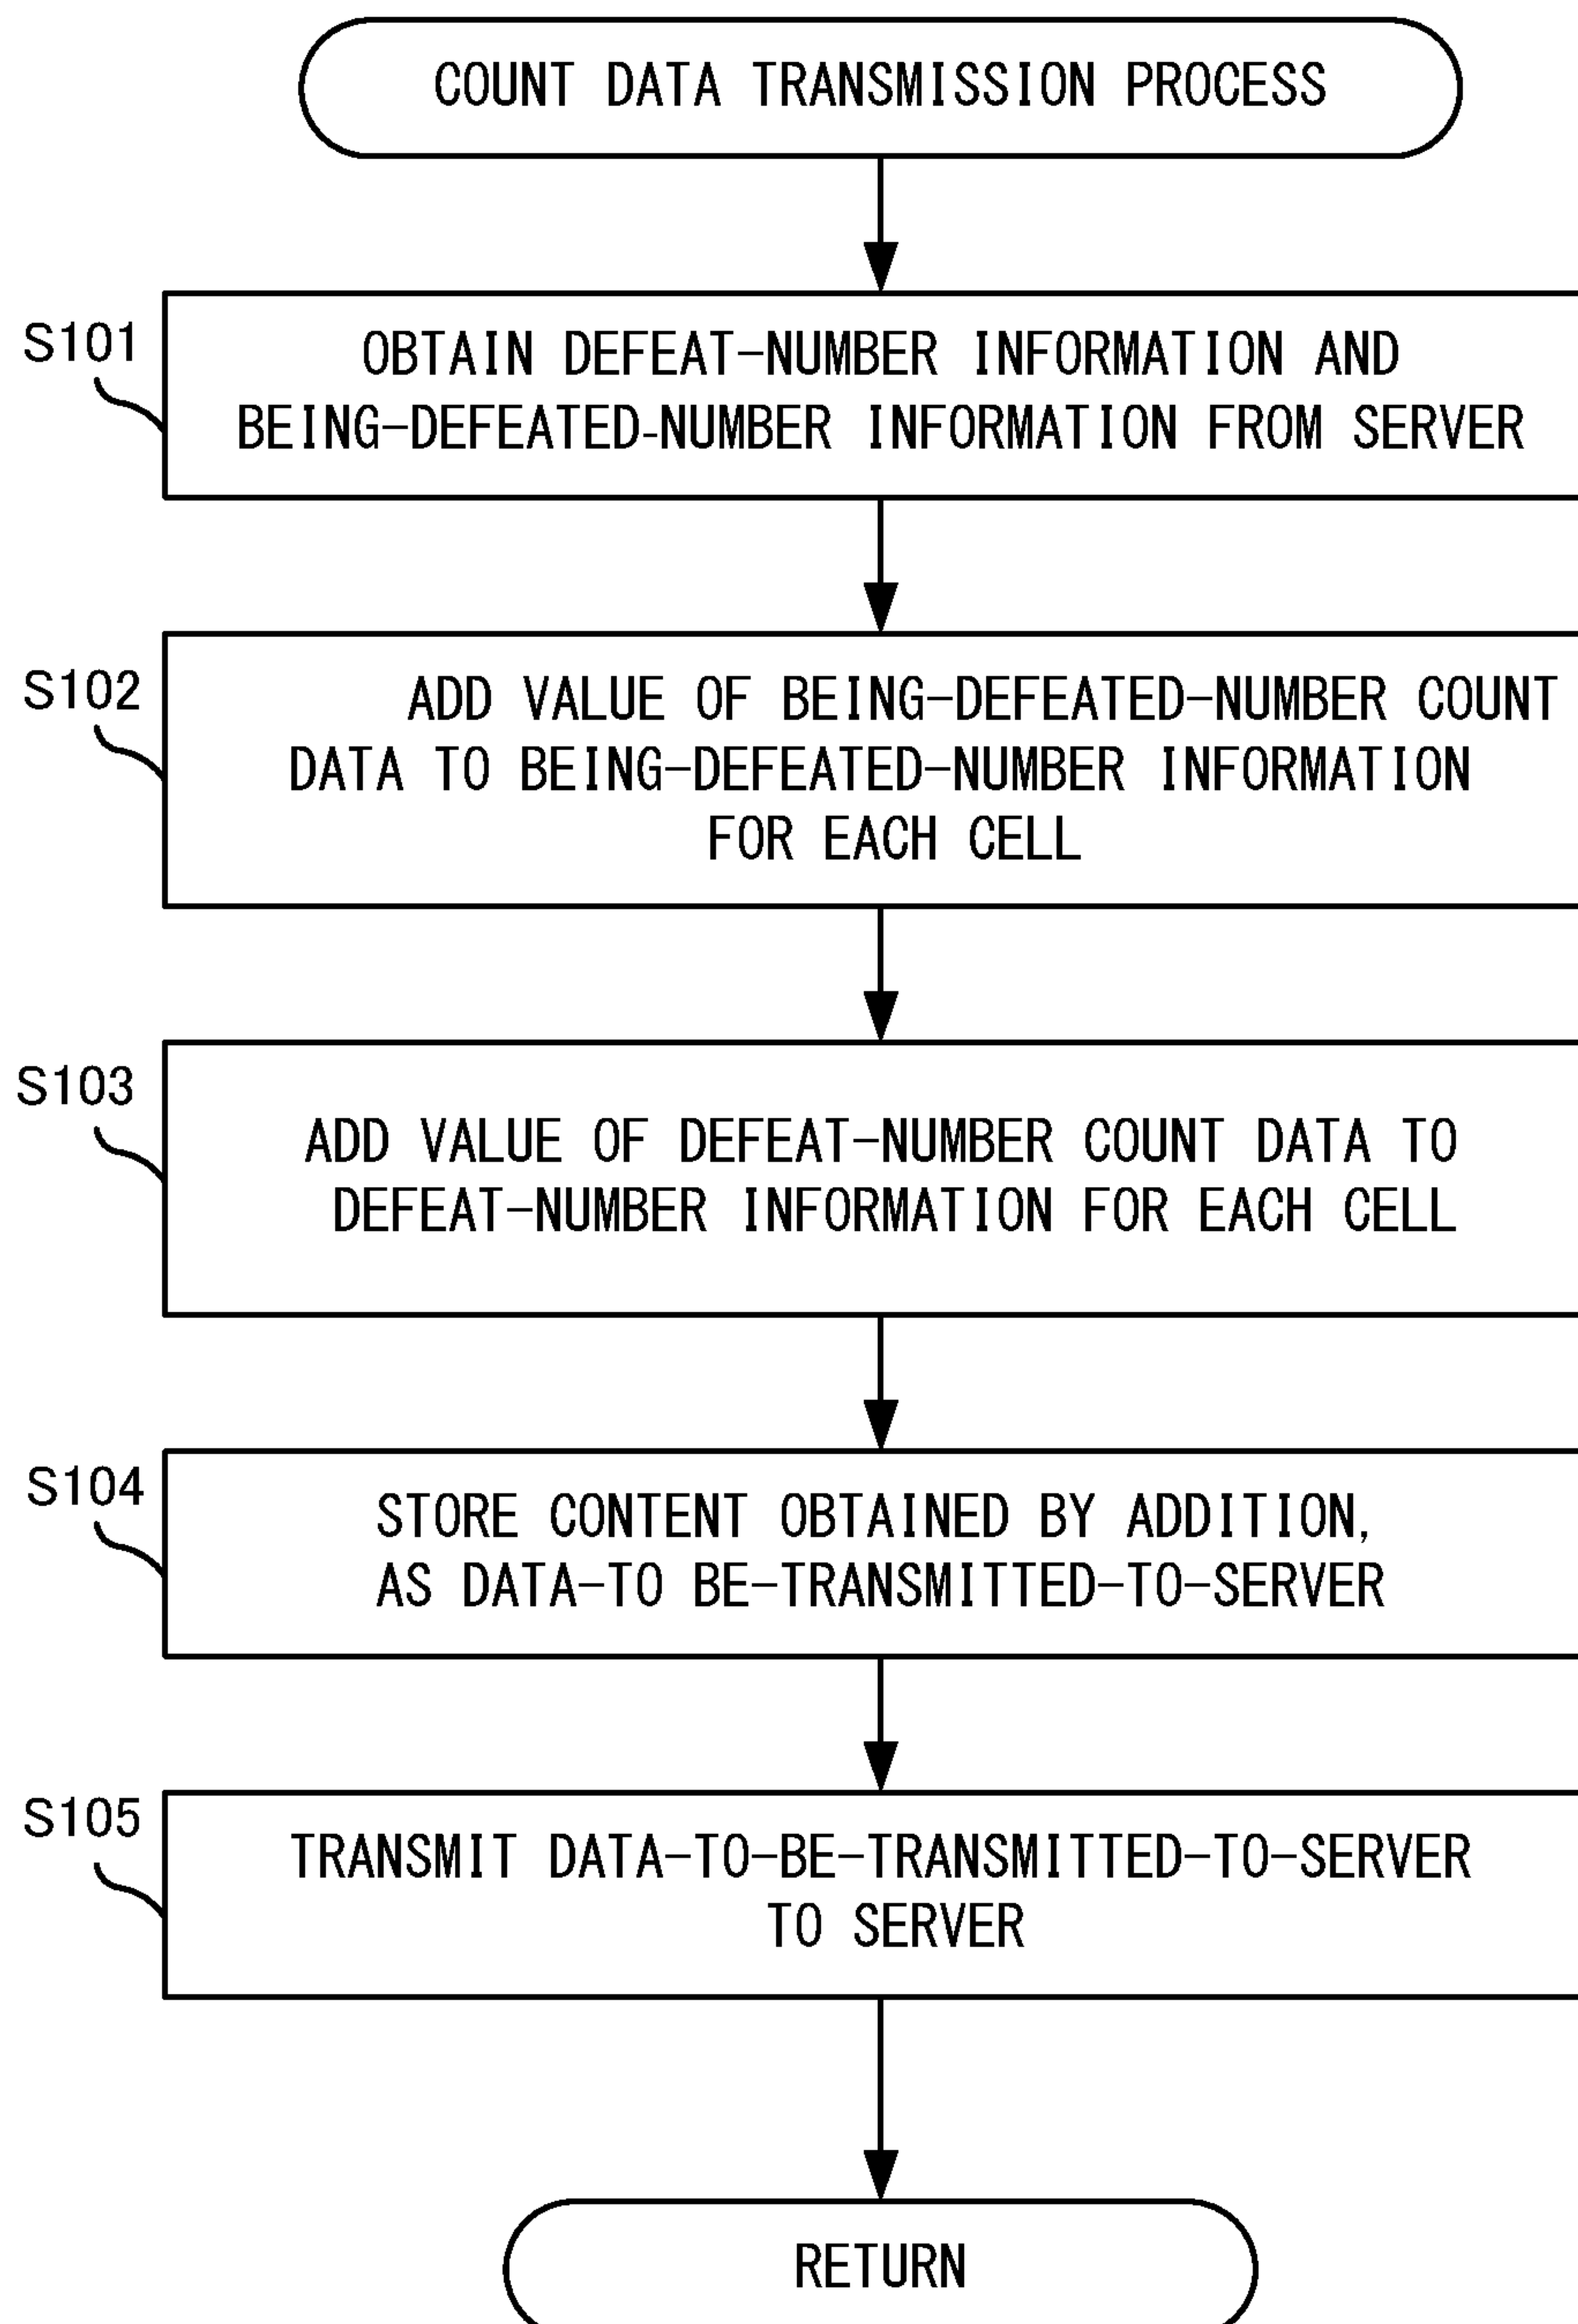 COUNT DATA TRANSMISSION PROCESS
S101
OBTAIN DEFEAT-NUMBER INFORMATION AND
BEING-DEFEATED-NUMBER INFORMATION FROM SERVER
S102
ADD VALUE OF BEING-DEFEATED-NUMBER COUNT
DATA TO BEING-DEFEATED-NUMBER INFORMATION
FOR EACH CELL
S103
ADD VALUE OF DEFEAT-NUMBER COUNT DATA TO
DEFEAT-NUMBER INFORMATION FOR EACH CELL
S104
STORE CONTENT OBTAINED BY ADDITION,
AS DATA-TO BE-TRANSMITTED-TO-SERVER
S105
TRANSMIT DATA-TO-BE-TRANSMITTED-TO-SERVER
TO SERVER
RETURN